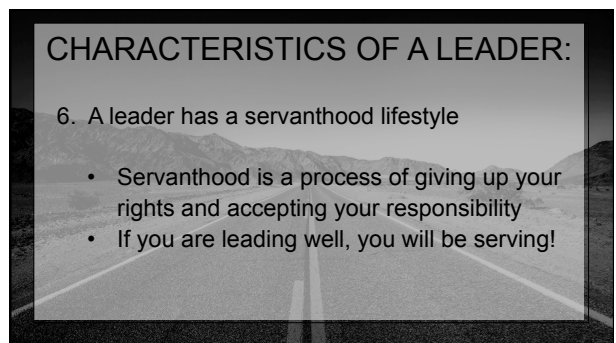 CHARACTERISTICS OF A LEADER:
6. A leader has a servanthood lifestyle
• Servanthood is a process of giving up your
rights and accepting your responsibility
• If you are leading well, you will be serving!